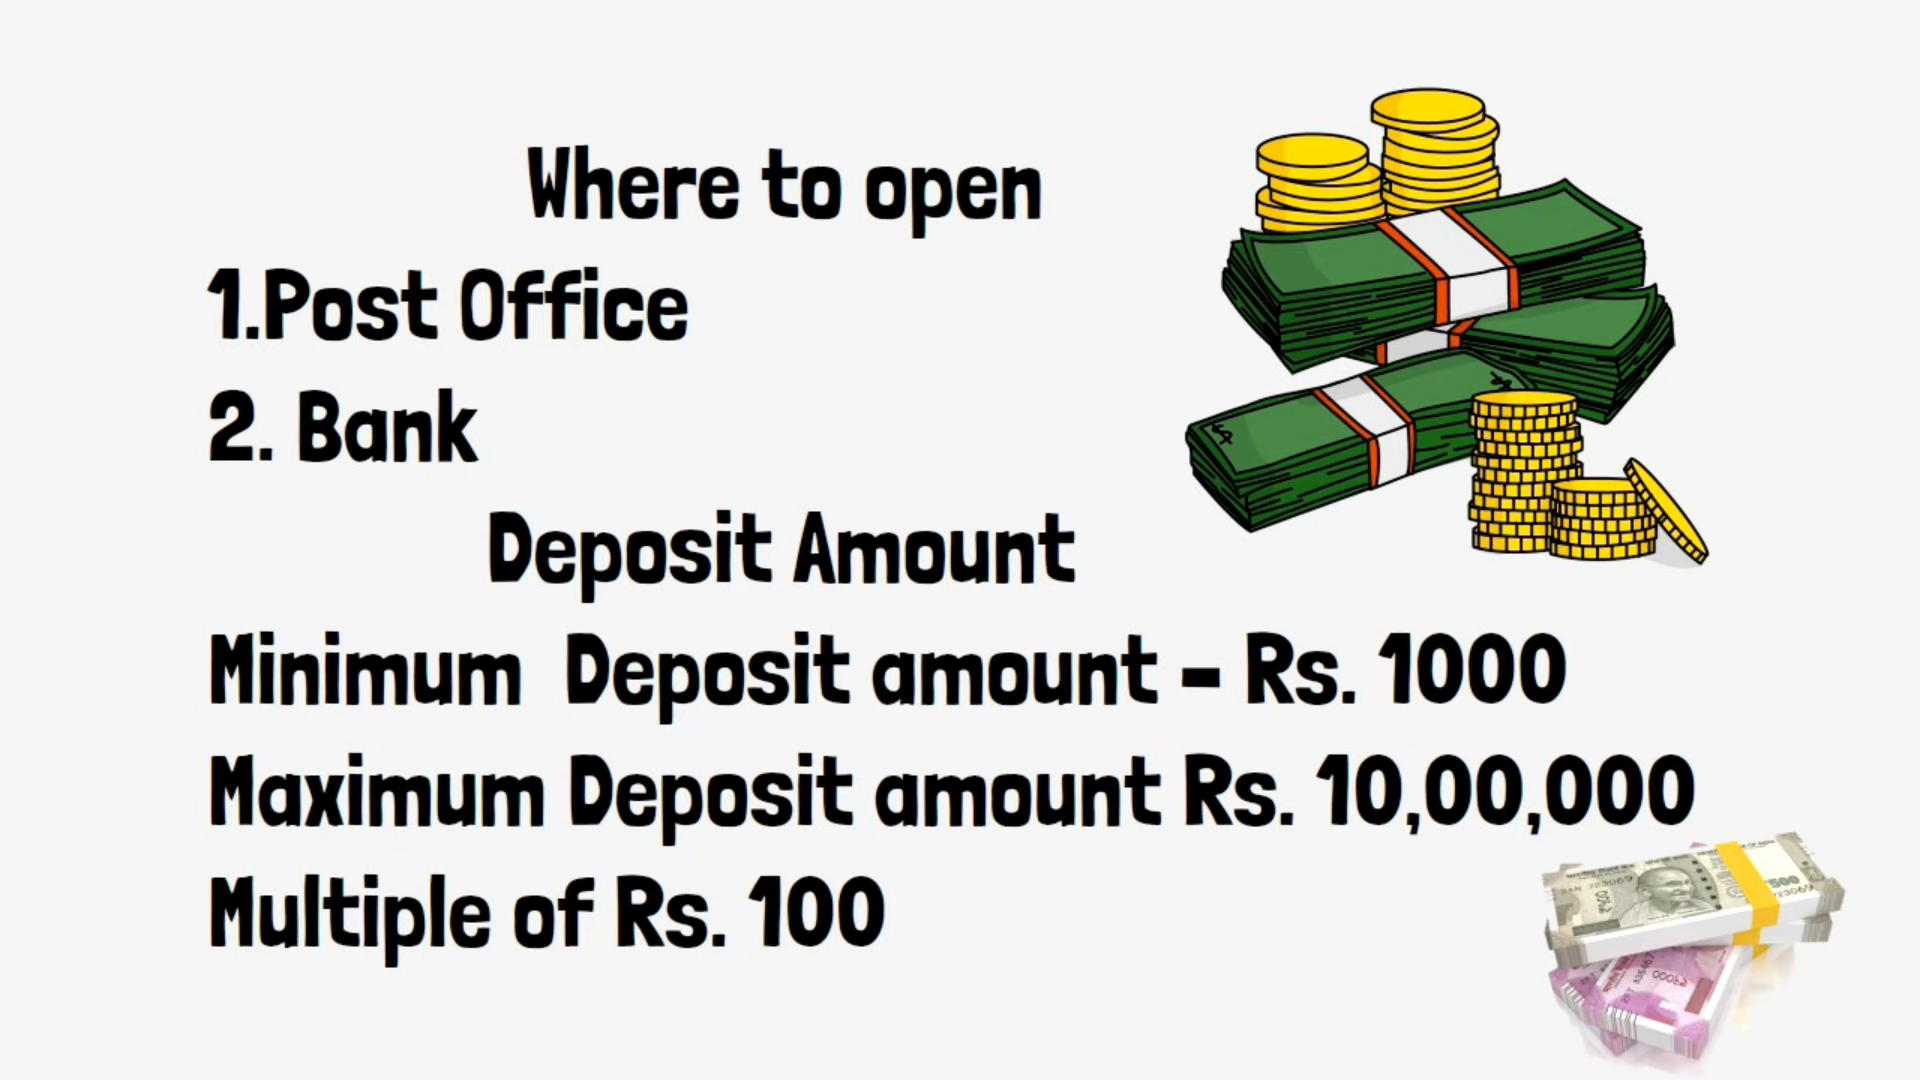 Where to open
1.Post Office
2. Bank
Deposit Amount
Minimum  Deposit amount - Rs. 1000
Maximum Deposit amount Rs. 10,00,000
Multiple of Rs. 100